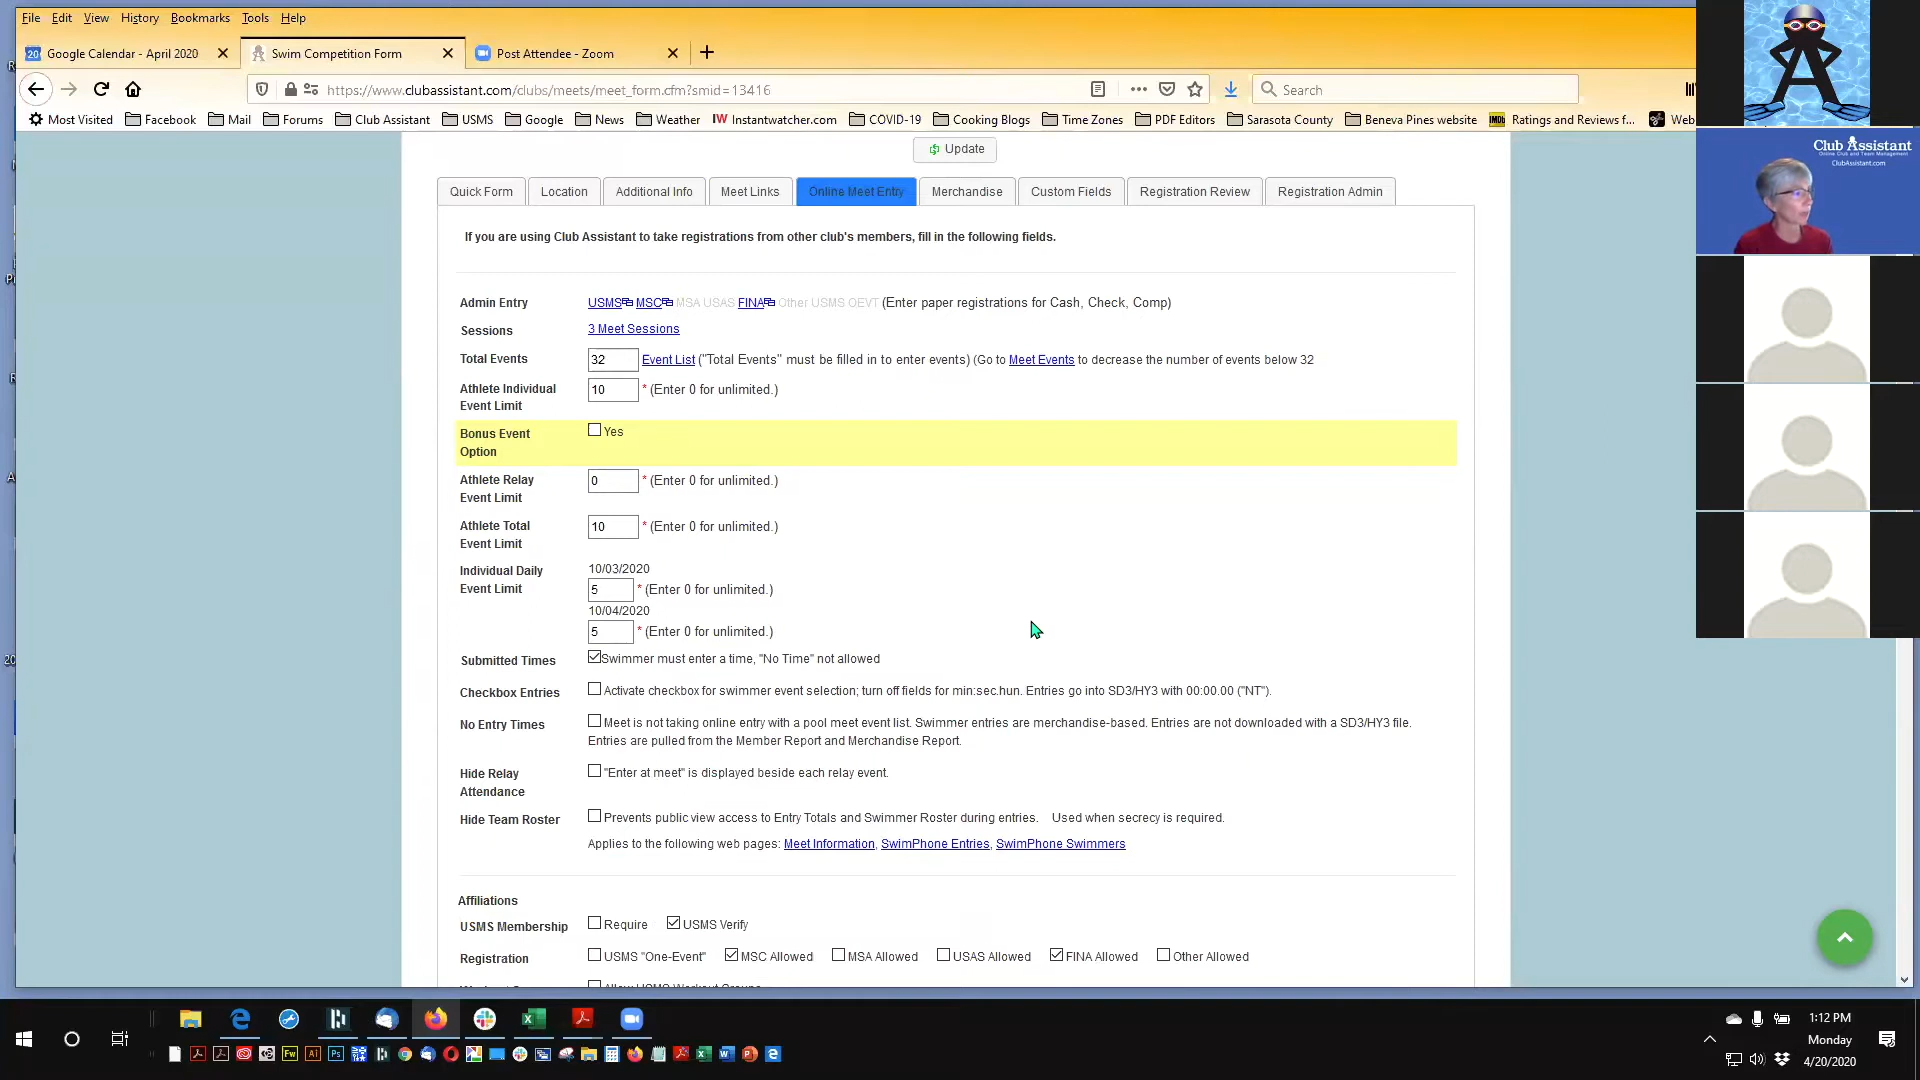 File Edit View History Bookmarks Tools Help
Google Calendar - April 2020
Swim Competition Form
Post Attendee - Zoom
https://www.clubassistant.com/clubs/meets/meet_form.cfm?smid=13416
Search
Most Visited Facebook Mail Forums Club Assistant USMS Google News Weather Instantwatcher.com COVID-19 Cooking Blogs Time Zones PDF Editors Sarasota County Beneva Pines website Ratings and Reviews f... Web
Club Assistant
Online Club and Team Management
ClubAssistant.com
Update
Quick Form Location Additional Info Meet Links Online Meet Entry Merchandise Custom Fields Registration Review Registration Admin
If you are using Club Assistant to take registrations from other club's members, fill in the following fields.
Admin Entry USMS MSC MSA USAS FINA Other USMS OEVT (Enter paper registrations for Cash, Check, Comp)
Sessions 3 Meet Sessions
Total Events 32 Event List ("Total Events" must be filled in to enter events) (Go to Meet Events to decrease the number of events below 32
Athlete Individual 10 * (Enter 0 for unlimited.)
Event Limit
Bonus Event Yes
Option
Athlete Relay 0 * (Enter 0 for unlimited.)
Event Limit
Athlete Total 10 * (Enter 0 for unlimited.)
Event Limit
Individual Daily 10/03/2020
Event Limit 5 * (Enter 0 for unlimited.)
10/04/2020
5 * (Enter 0 for unlimited.)
Submitted Times Swimmer must enter a time, "No Time" not allowed
Checkbox Entries Activate checkbox for swimmer event selection; turn off fields for min:sec.hun. Entries go into SD3/HY3 with 00:00.00 ("NT").
No Entry Times Meet is not taking online entry with a pool meet event list. Swimmer entries are merchandise-based. Entries are not downloaded with a SD3/HY3 file.
Entries are pulled from the Member Report and Merchandise Report.
Hide Relay "Enter at meet" is displayed beside each relay event.
Attendance
Hide Team Roster Prevents public view access to Entry Totals and Swimmer Roster during entries. Used when secrecy is required.
Applies to the following web pages: Meet Information, SwimPhone Entries, SwimPhone Swimmers
Affiliations
USMS Membership Require USMS Verify
Registration USMS "One-Event" MSC Allowed MSA Allowed USAS Allowed FINA Allowed Other Allowed
1:12 PM
Monday
4/20/2020